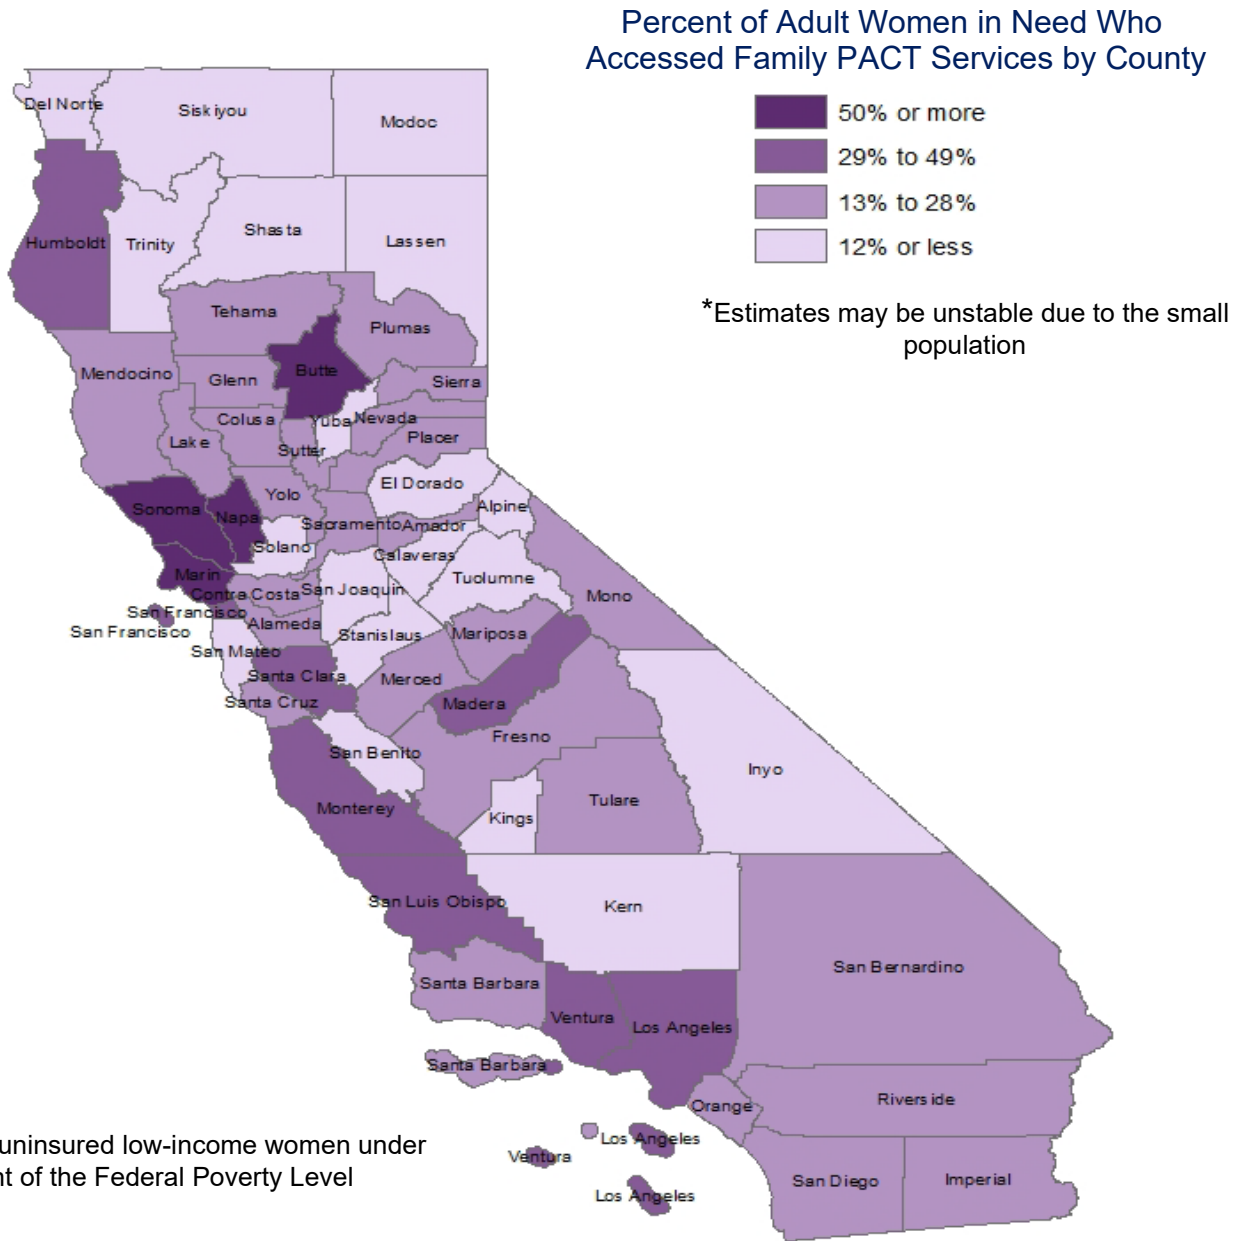 Percent of Adult Women in Need Who
Accessed Family PACT Services by County
50% or more
29% to 49%
13% to 28%
12% or less
*Estimates may be unstable due to the small
population
Del Norte
Siskiyou
Modoc
Humboldt
Trinity
Shasta
Lassen
Tehama
Plumas
Mendocino
Glenn
Butte
Sierra
Colusa
Yuba
Nevada
Lake
Sutter
Placer
El Dorado
Yolo
Sonoma
Napa
Alpine
Sacramento
Amador
Solano
Calaveras
Marin
Contra Costa
San Joaquin
Tuolumne
Mono
San Francisco
San Francisco
Alameda
Stanislaus
Mariposa
San Mateo
Santa Clara
Merced
Santa Cruz
Madera
Fresno
San Benito
Inyo
Monterey
Kings
Tulare
San Luis Obispo
Kern
San Bernardino
Santa Barbara
Ventura
Los Angeles
Santa Barbara
Orange
Riverside
Los Angeles
Ventura
San Diego
Imperial
Los Angeles
uninsured low-income women under
nt of the Federal Poverty Level